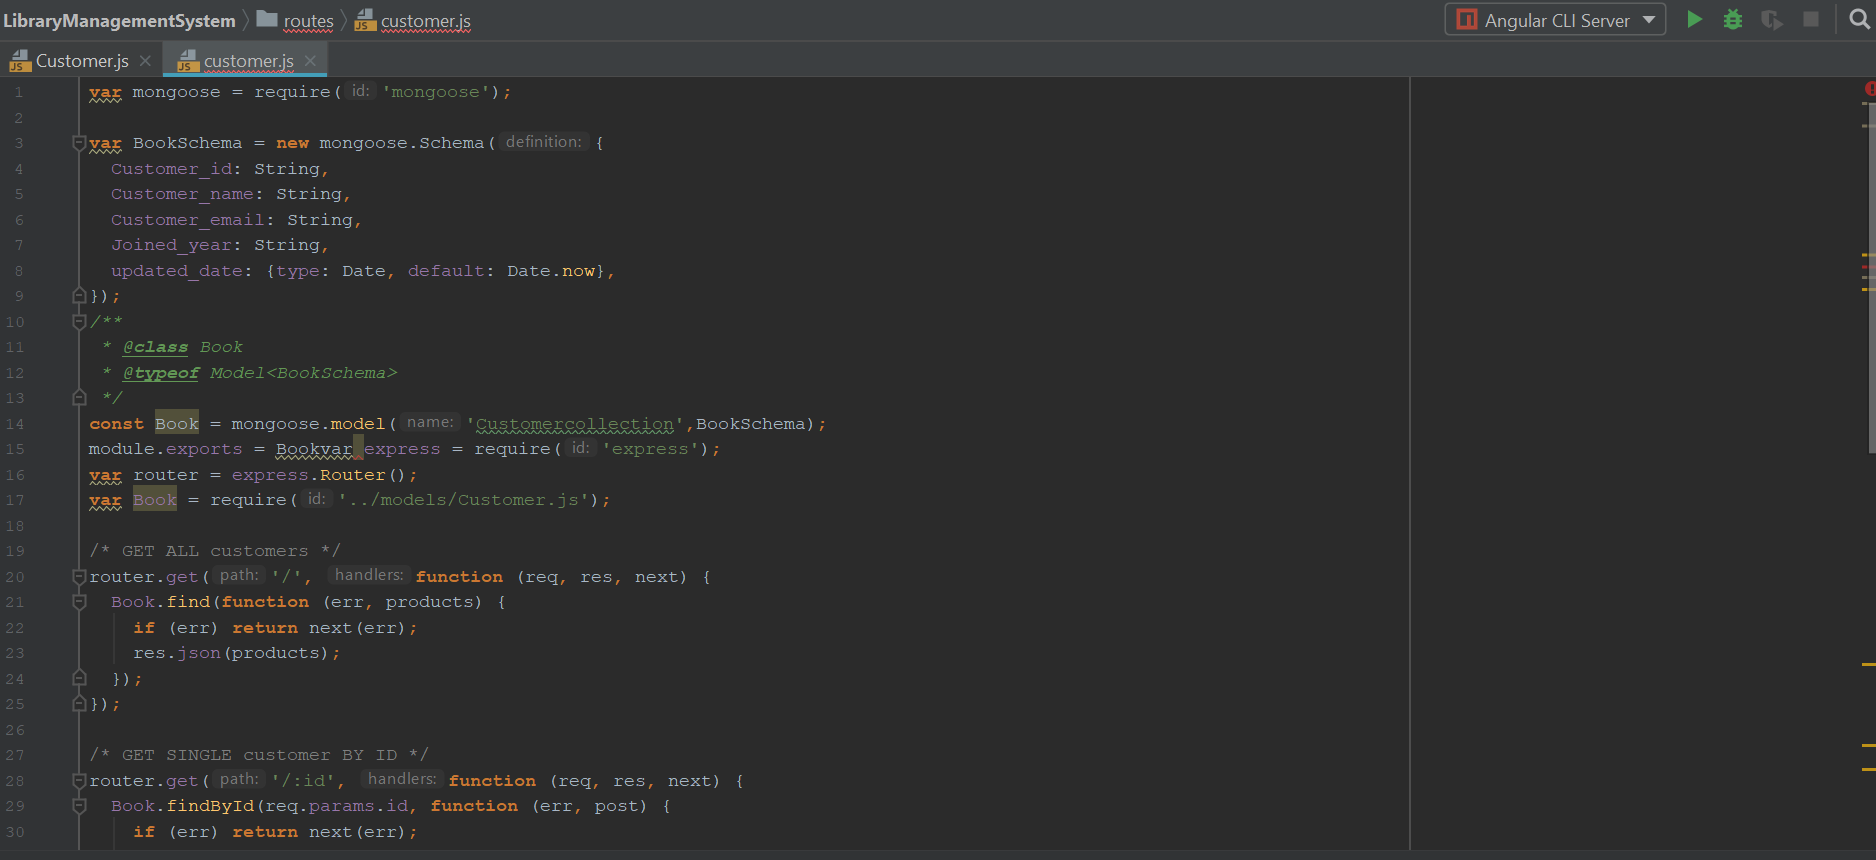 LibraryManagementSystem routes customer.js Angular CLI Server
Customer.js customer.js
1 var mongoose = require( id: 'mongoose');
2
3 var BookSchema = new mongoose.Schema( definition: {
4 Customer_id: String,
5 Customer_name: String,
6 Customer_email: String,
7 Joined_year: String,
8 updated_date: {type: Date, default: Date.now},
9 });
10 /**
11 * @class Book
12 * @typeof Model<BookSchema>
13 */
14 const Book = mongoose.model( name: 'Customercollection',BookSchema);
15 module.exports = Bookvar express = require( id: 'express');
16 var router = express.Router();
17 var Book = require( id: '../models/Customer.js');
18
19 /* GET ALL customers */
20 router.get( path: '/', handlers: function (req, res, next) {
21 Book.find(function (err, products) {
22 if (err) return next(err);
23 res.json(products);
24 });
25 });
26
27 /* GET SINGLE customer BY ID */
28 router.get( path: '/:id', handlers: function (req, res, next) {
29 Book.findById(req.params.id, function (err, post) {
30 if (err) return next(err);